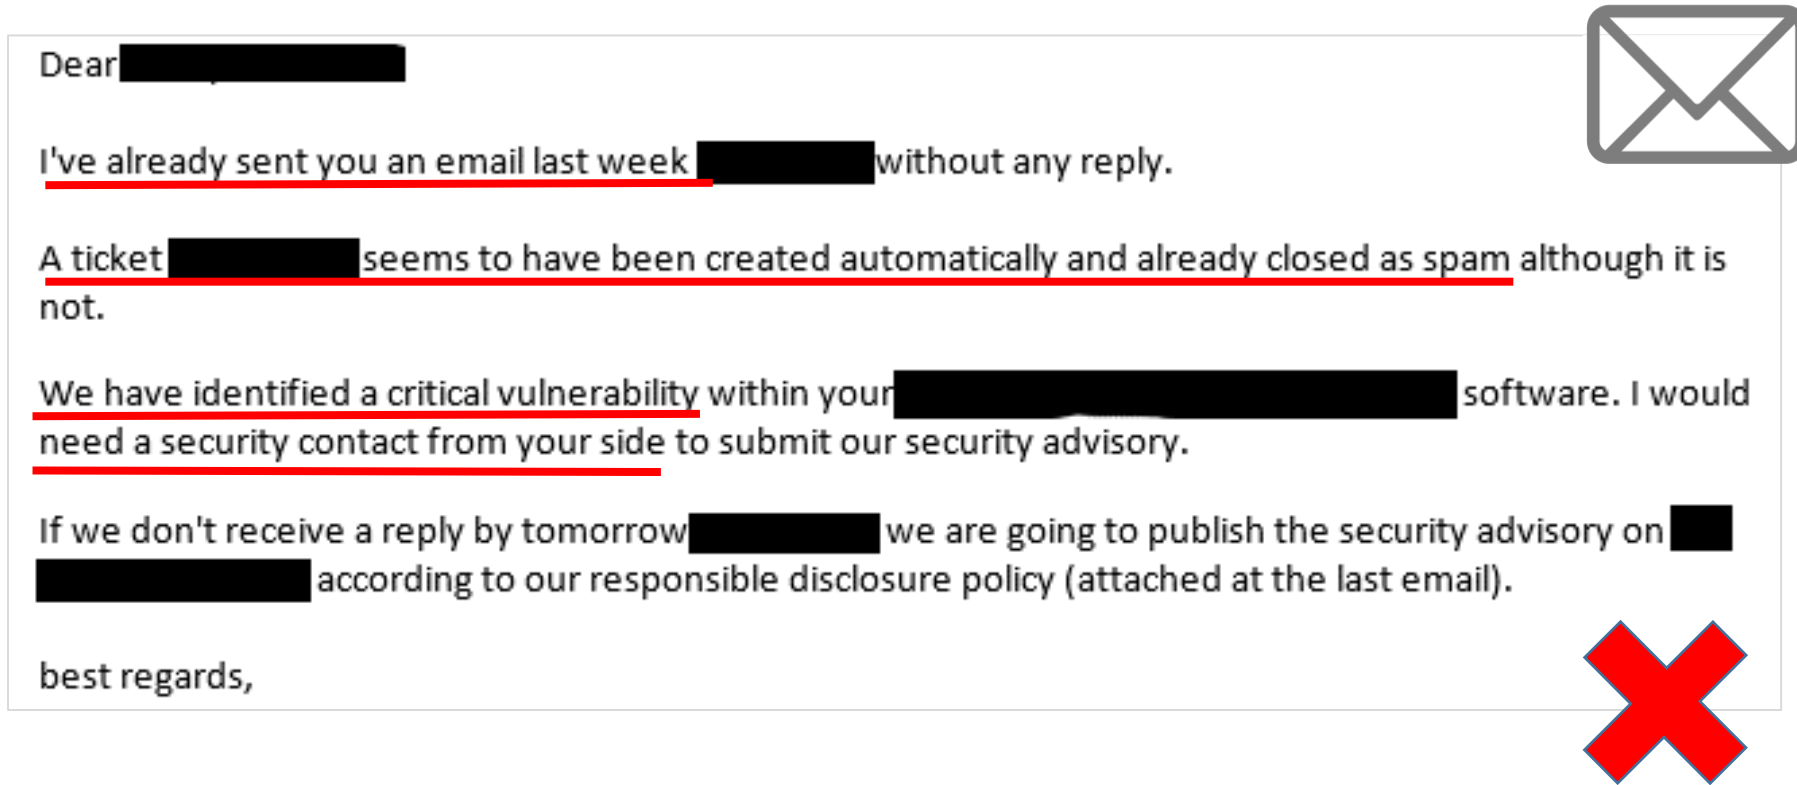 Dear
I've already sent you an email last week without any reply.
A ticket seems to have been created automatically and already closed as spam although it is
not.
We have identified a critical vulnerability within your software. I would
need a security contact from your side to submit our security advisory.
If we don't receive a reply by tomorrow we are going to publish the security advisory on
according to our responsible disclosure policy (attached at the last email).
best regards,